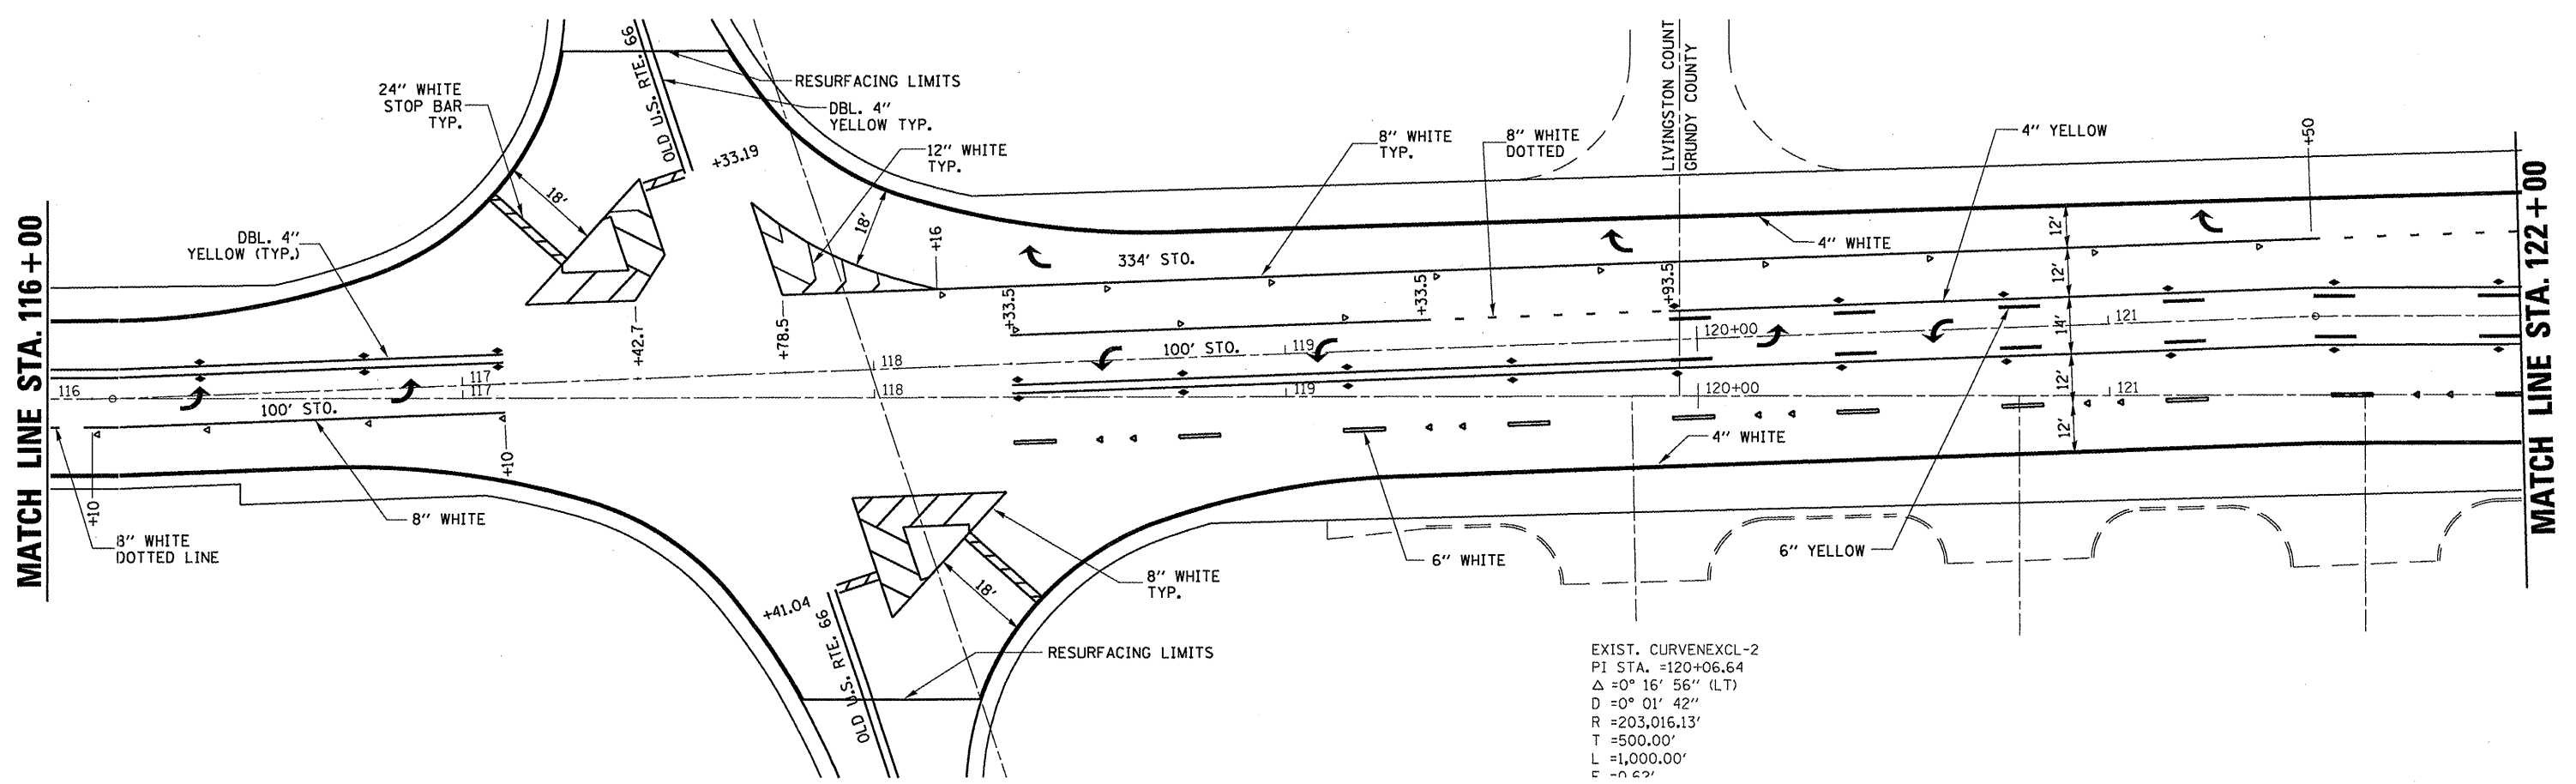 MATCH LINE STA. 116+00
24" WHITE
STOP BAR
TYP.
OLD U.S. RTE. 66
RESURFACING LIMITS
DBL. 4"
YELLOW TYP.
+33.19
12" WHITE
TYP.
18'
18'
+16
8" WHITE
TYP.
8" WHITE
DOTTED
LIVINGSTON COUNT
GRUNDY COUNTY
4" YELLOW
+50
MATCH LINE STA. 122+00
DBL. 4"
YELLOW (TYP.)
334' STO.
4" WHITE
12'
12'
14'
12'
12'
+42.7
+78.5
+33.5
+33.5
+93.5
116
117
117
118
118
119
119
120+00
120+00
121
121
100' STO.
100' STO.
+10
+10
8" WHITE
8" WHITE
DOTTED LINE
4" WHITE
6" WHITE
6" YELLOW
8" WHITE
TYP.
18'
+41.04
OLD U.S. RTE. 66
RESURFACING LIMITS
EXIST. CURVENEXCL-2
PI STA. =120+06.64
Δ =0° 16' 56" (LT)
D =0° 01' 42"
R =203,016.13'
T =500.00'
L =1,000.00'
E =0.62'